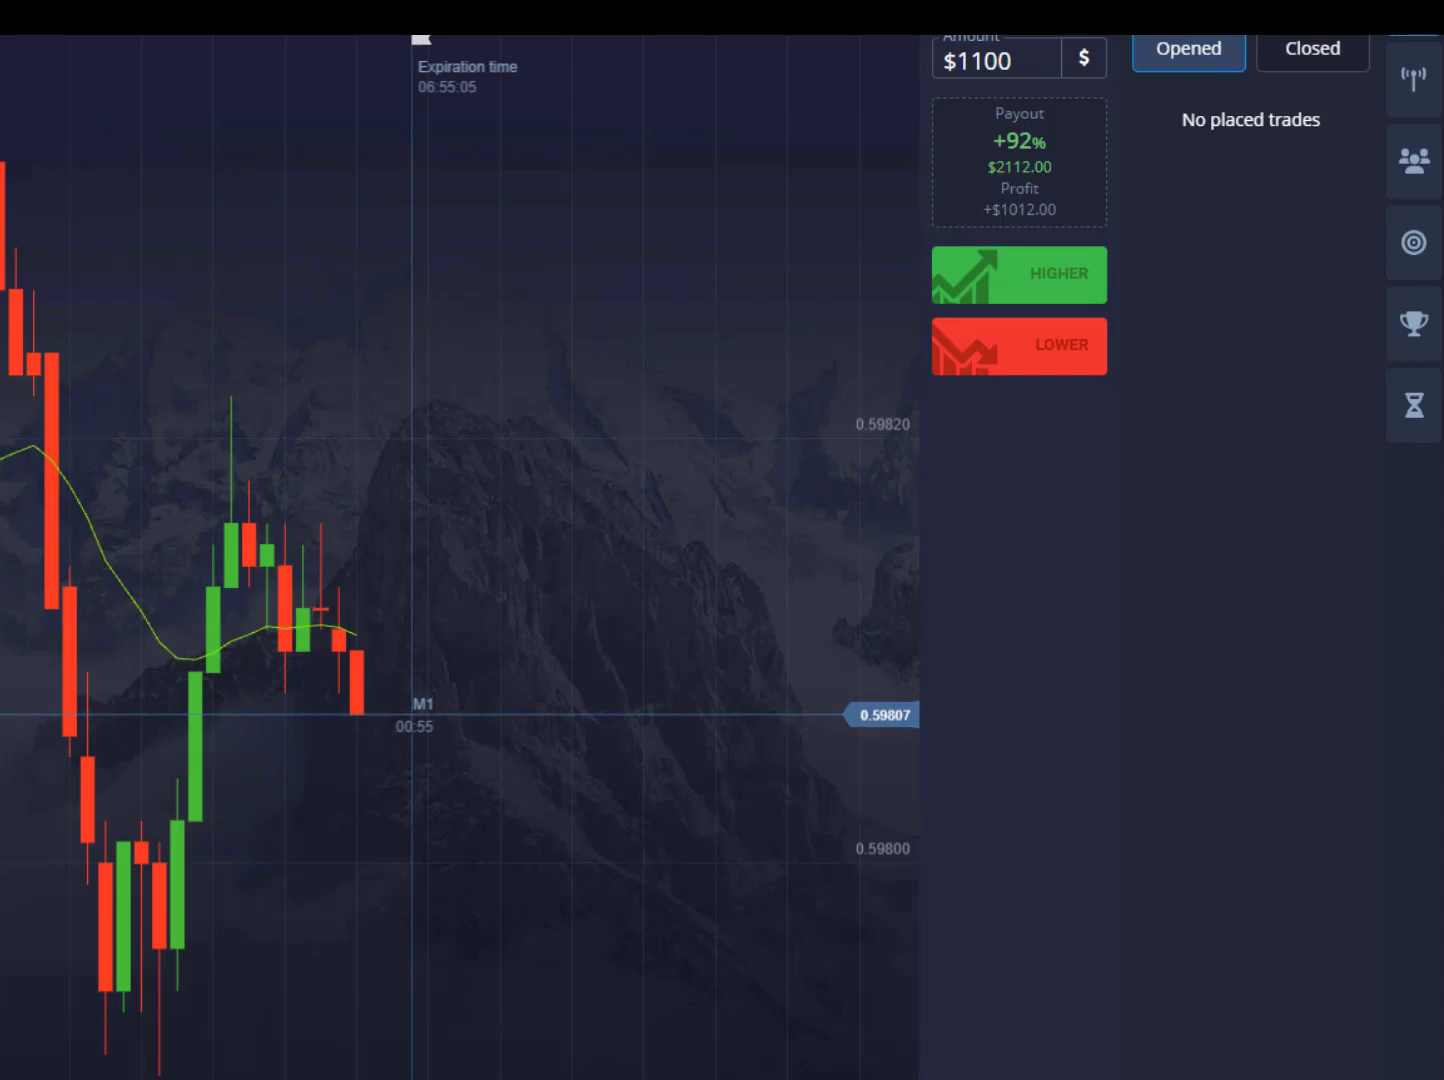 Amount
$1100
$
Opened
Closed
Expiration time
06:55:05
Payout
+92%
$2112.00
Profit
+$1012.00
No placed trades
HIGHER
LOWER
0.59820
M1
00:55
0.59807
0.59800